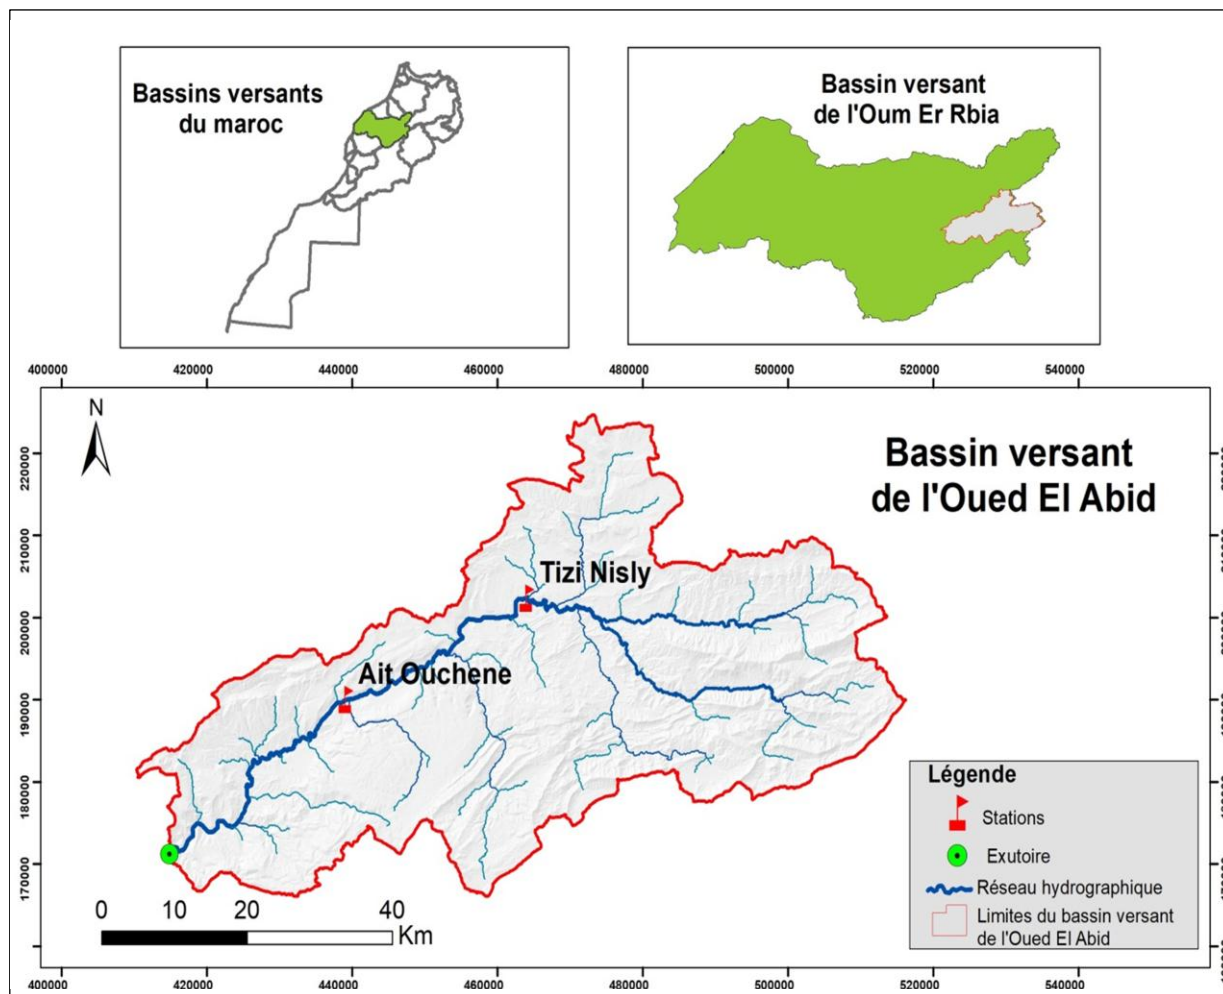 Bassins versants
du maroc
Bassin versant
de l'Oum Er Rbia
400000 420000 440000 460000 480000 500000 520000 540000
N
Bassin versant
de l'Oued El Abid
220000
210000
200000
190000
180000
170000
Tizi Nisly
Ait Ouchene
Légende
Stations
Exutoire
Réseau hydrographique
Limites du bassin versant
de l'Oued El Abid
0 10 20 40
Km
400000 420000 440000 460000 480000 500000 520000 540000